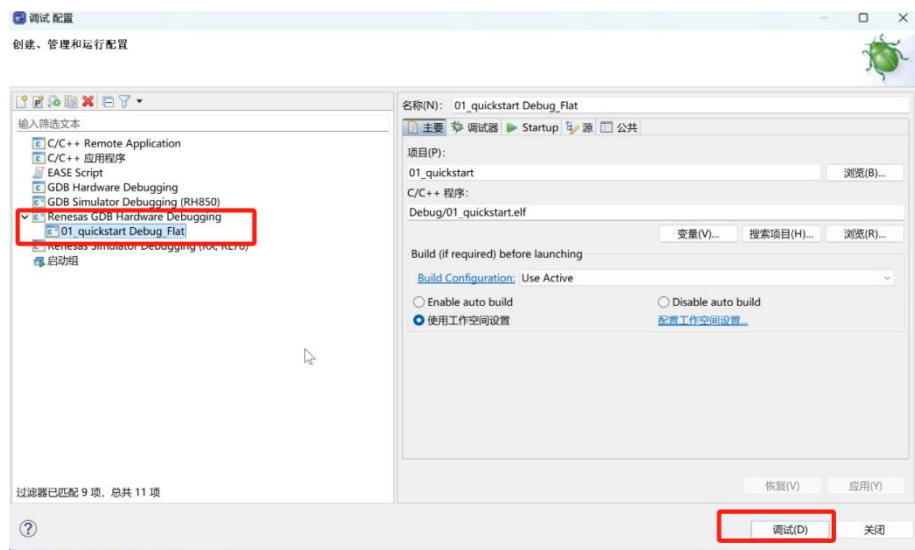 调试 配置
创建、管理和运行配置
输入筛选文本
C/C++ Remote Application
C/C++ 应用程序
EASE Script
GDB Hardware Debugging
GDB Simulator Debugging (RH850)
Renesas GDB Hardware Debugging
01_quickstart Debug_Flat
Renesas Simulator Debugging (RX, RL78)
启动组
过滤器已匹配 9 项，总共 11 项
名称(N): 01_quickstart Debug_Flat
主要 调试器 Startup 源 公共
项目(P):
01_quickstart 浏览(B)...
C/C++ 程序:
Debug/01_quickstart.elf
变量(V)... 搜索项目(H)... 浏览(R)...
Build (if required) before launching
Build Configuration: Use Active
Enable auto build Disable auto build
使用工作空间设置 配置工作空间设置...
恢复(V) 应用(Y)
调试(D) 关闭